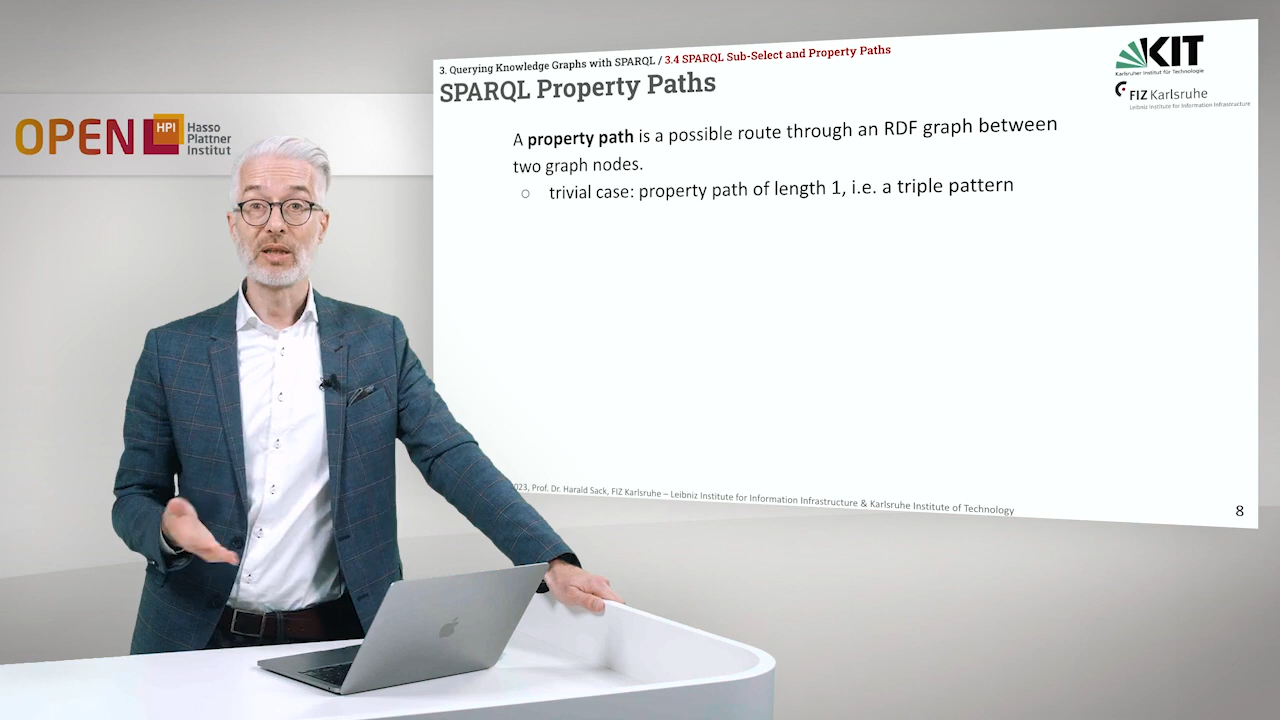 OPEN HPI Hasso
Plattner
Institut
3. Querying Knowledge Graphs with SPARQL / 3.4 SPARQL Sub-Select and Property Paths
SPARQL Property Paths
KIT
Karlsruher Institut für Technologie
FIZ Karlsruhe
Leibniz Institute for Information Infrastructure
A property path is a possible route through an RDF graph between
two graph nodes.
○ trivial case: property path of length 1, i.e. a triple pattern
2023, Prof. Dr. Harald Sack, FIZ Karlsruhe – Leibniz Institute for Information Infrastructure & Karlsruhe Institute of Technology
8